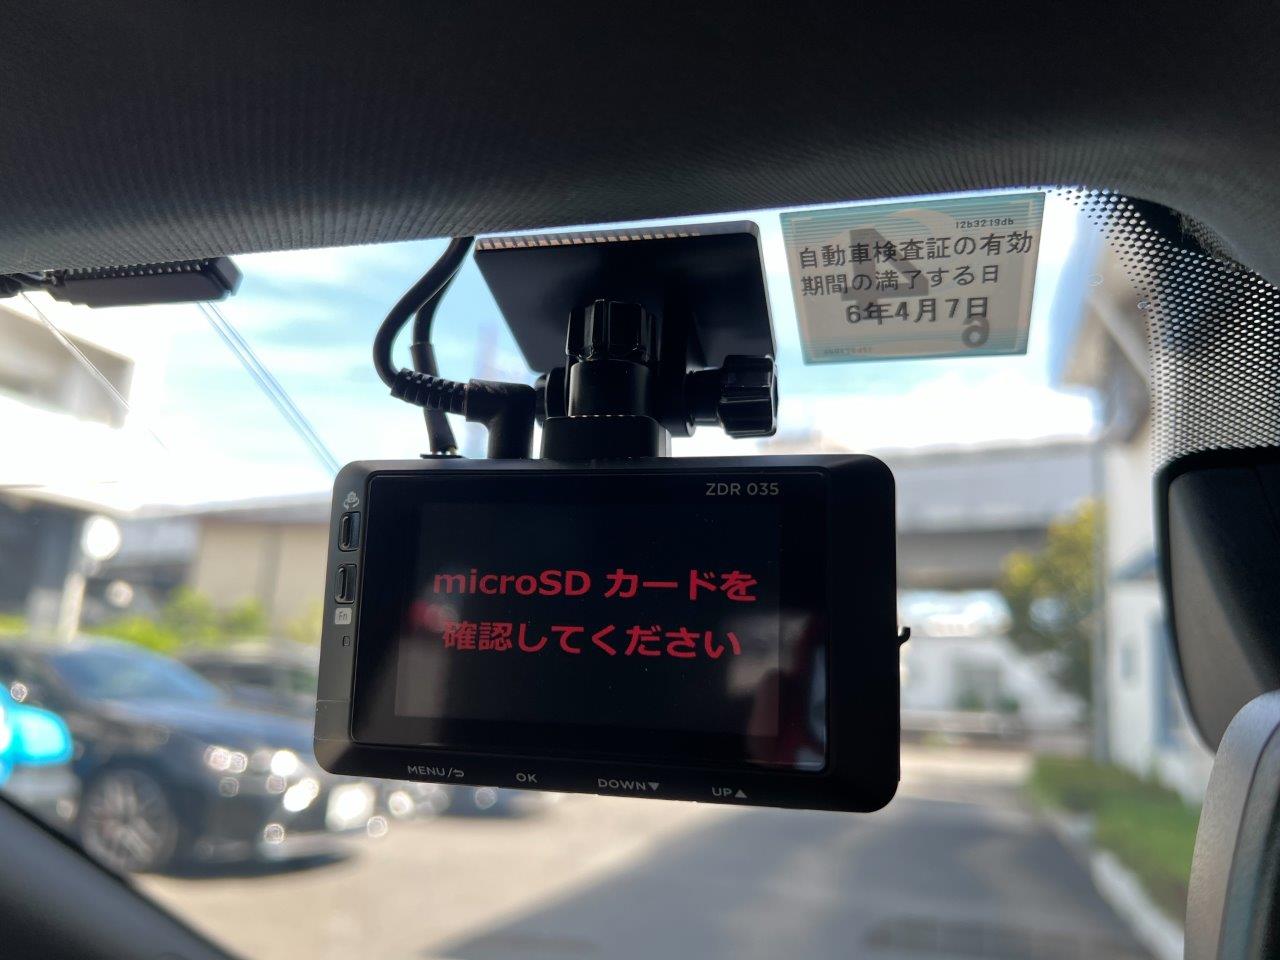 12b3219db
自動車検査証の有効
期間の満了する日
6年4月7日
ZDR 035
microSD カードを
確認してください
Fn
MENU/
OK
DOWN▼
UP▲